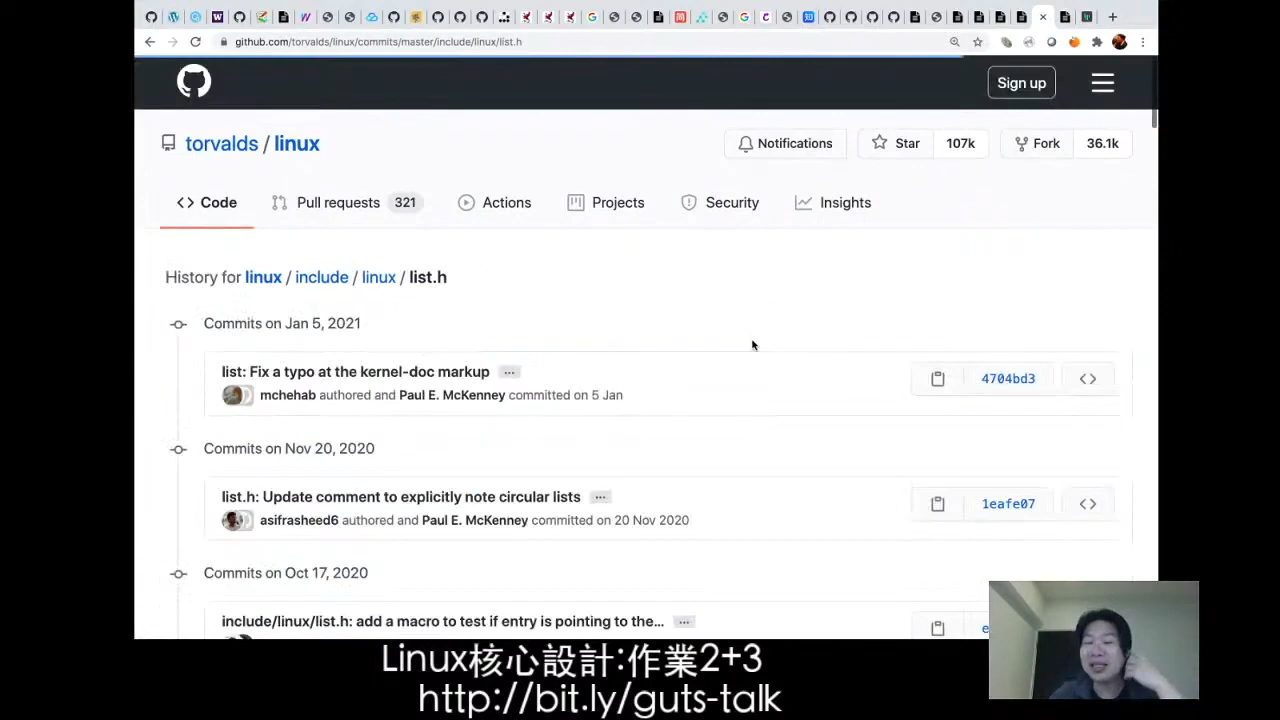 github.com/torvalds/linux/commits/master/include/linux/list.h
Sign up
torvalds / linux
Notifications
Star 107k
Fork 36.1k
Code
Pull requests 321
Actions
Projects
Security
Insights
History for linux / include / linux / list.h
Commits on Jan 5, 2021
list: Fix a typo at the kernel-doc markup ...
4704bd3
mchehab authored and Paul E. McKenney committed on 5 Jan
Commits on Nov 20, 2020
list.h: Update comment to explicitly note circular lists ...
1eafe07
asifrasheed6 authored and Paul E. McKenney committed on 20 Nov 2020
Commits on Oct 17, 2020
include/linux/list.h: add a macro to test if entry is pointing to the... ...
Linux核心設計:作業2+3
http://bit.ly/guts-talk